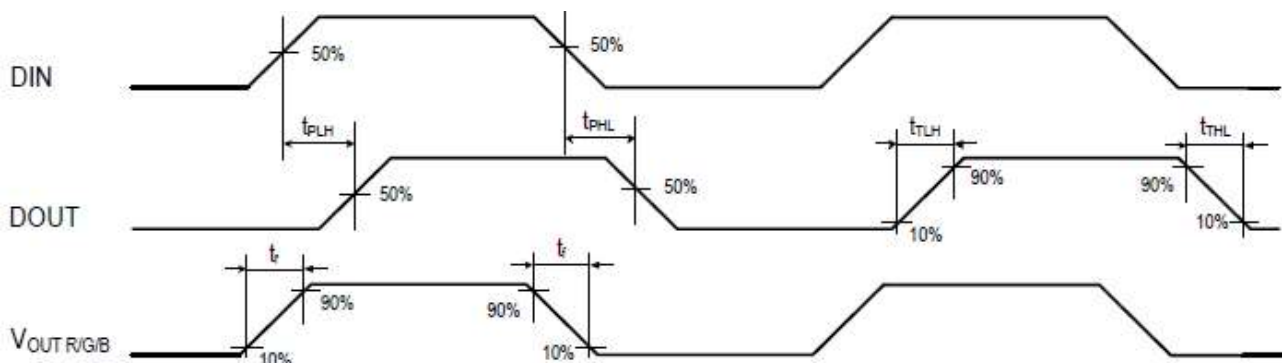 DIN
50%
50%
tPLH
tPHL
tTLH
tTHL
DOUT
50%
50%
90%
90%
10%
10%
tr
tf
VOUT R/G/B
90%
90%
10%
10%